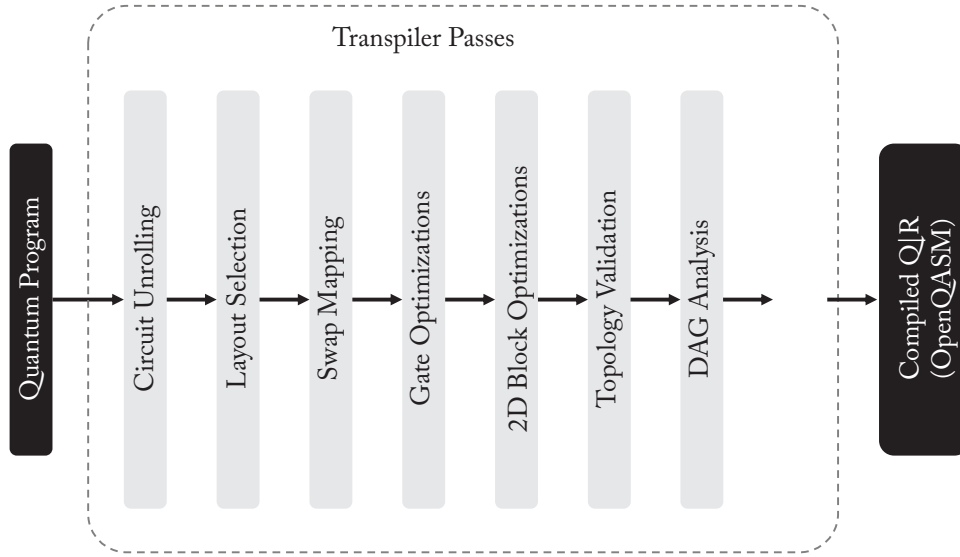 Transpiler Passes
Quantum Program
Circuit Unrolling
Layout Selection
Swap Mapping
Gate Optimizations
2D Block Optimizations
Topology Validation
DAG Analysis
Compiled Q|R
(OpenQASM)